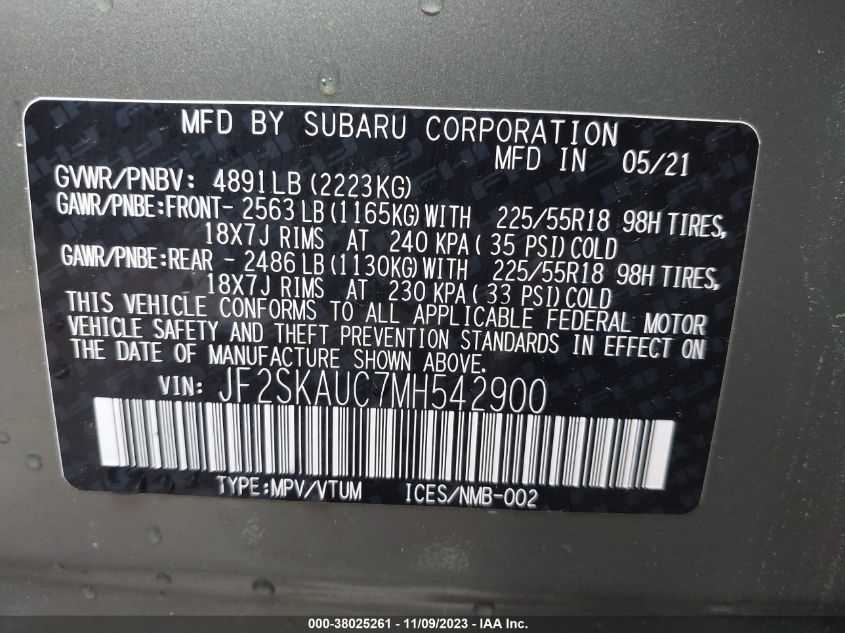 MFD BY SUBARU CORPORATION
MFD IN 05/21
GVWR/PNBV: 4891LB (2223KG)
GAWR/PNBE:FRONT- 2563 LB (1165KG) WITH 225/55R18 98H TIRES,
18X7J RIMS AT 240 KPA ( 35 PSI) COLD
GAWR/PNBE:REAR - 2486 LB (1130KG) WITH 225/55R18 98H TIRES,
18X7J RIMS AT 230 KPA ( 33 PSI) COLD
THIS VEHICLE CONFORMS TO ALL APPLICABLE FEDERAL MOTOR
VEHICLE SAFETY AND THEFT PREVENTION STANDARDS IN EFFECT ON
THE DATE OF MANUFACTURE SHOWN ABOVE.
VIN: JF2SKAUC7MH542900
TYPE:MPV/VTUM ICES/NMB-002
000-38025261 - 11/09/2023 - IAA Inc.